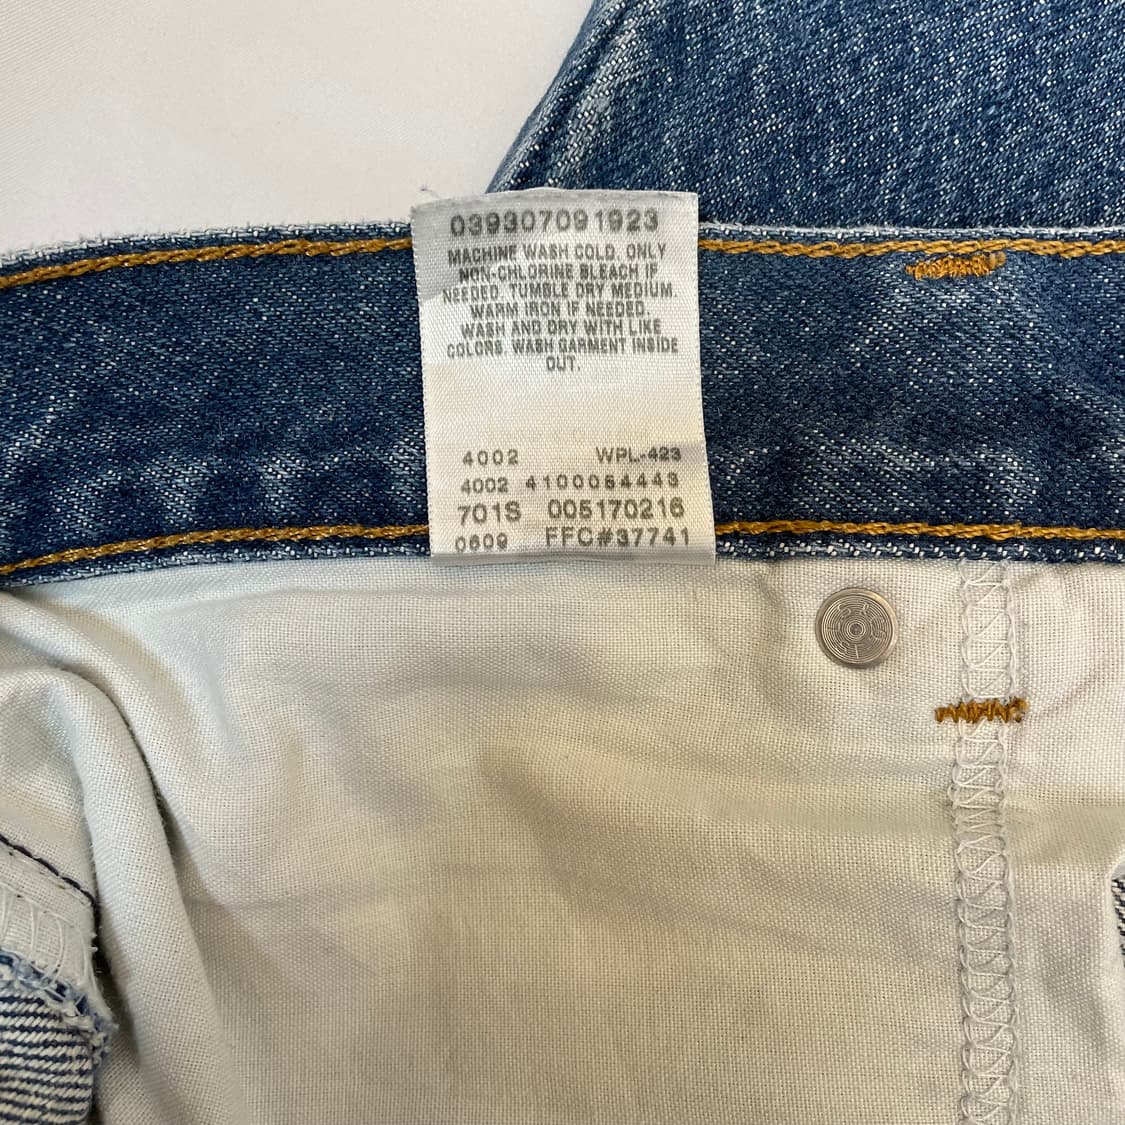 039307091923
MACHINE WASH COLD. ONLY
NON-CHLORINE BLEACH IF
NEEDED. TUMBLE DRY MEDIUM.
WARM IRON IF NEEDED.
WASH AND DRY WITH LIKE
COLORS. WASH GARMENT INSIDE
OUT.
4002 WPL-423
4002 4100064443
701S 005170216
0609 FFC#37741